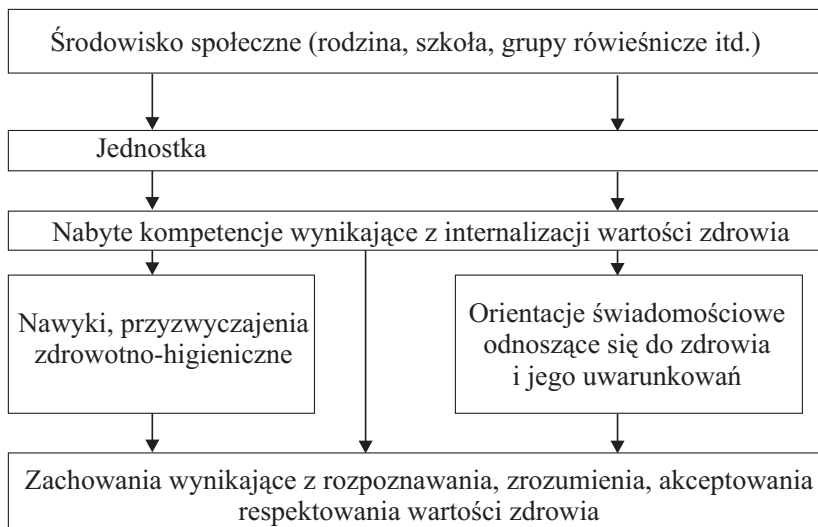 Środowisko społeczne (rodzina, szkoła, grupy rówieśnicze itd.)
Jednostka
Nabyte kompetencje wynikające z internalizacji wartości zdrowia
Nawyki, przyzwyczajenia
zdrowotno-higieniczne
Orientacje świadomościowe
odnoszące się do zdrowia
i jego uwarunkowań
Zachowania wynikające z rozpoznawania, zrozumienia, akceptowania
respektowania wartości zdrowia